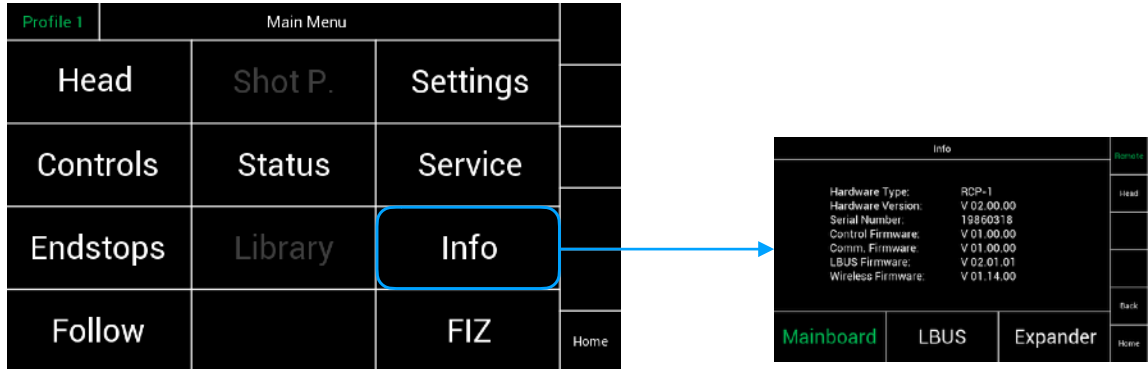 Profile 1 Main Menu
Head Shot P. Settings
Controls Status Service
Endstops Library Info
Follow FIZ Home
Info Remote
Hardware Type: RCP-1 Head
Hardware Version: V 02.00.00
Serial Number: 19860318
Control Firmware: V 01.00.00
Comm. Firmware: V 01.00.00
LBUS Firmware: V 02.01.01
Wireless Firmware: V 01.14.00
Back
Mainboard LBUS Expander Home